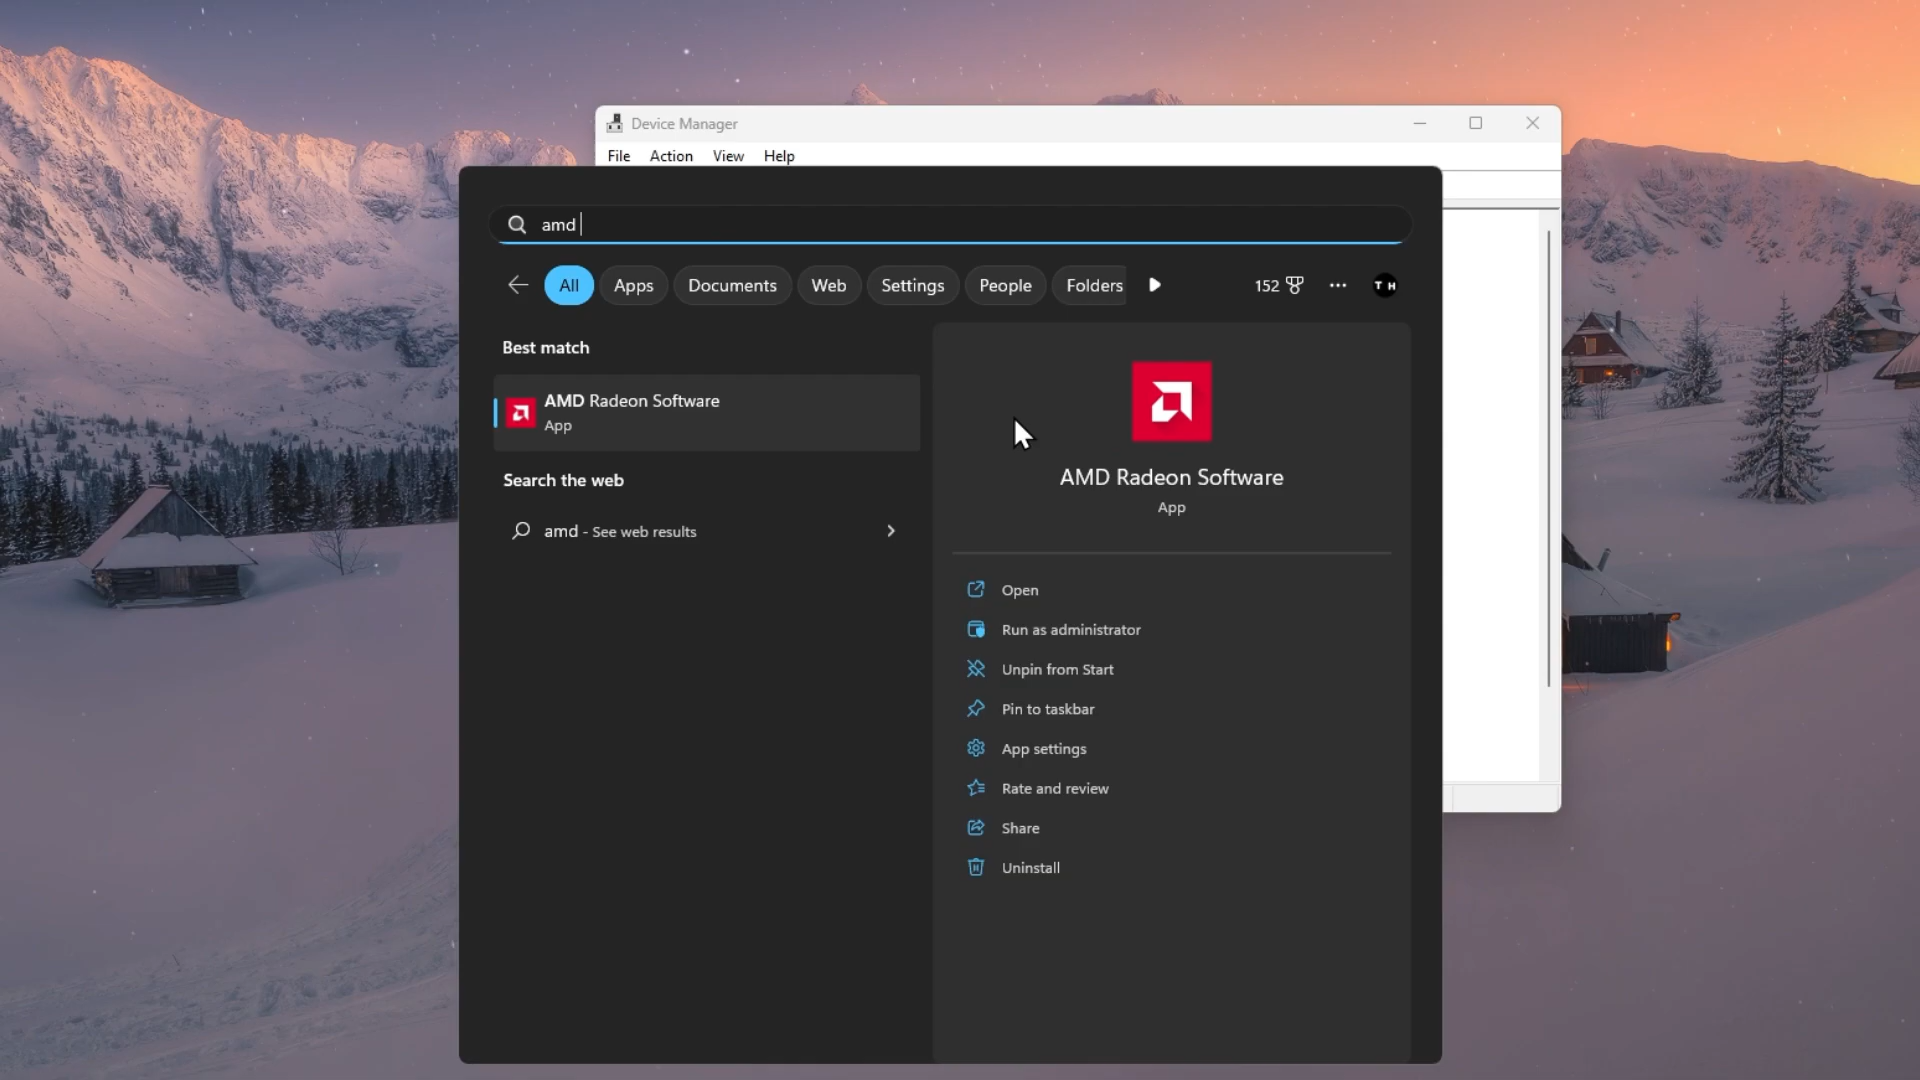 Device Manager
File Action View Help
amd
All Apps Documents Web Settings People Folders 152 T H
Best match
AMD Radeon Software
App
Search the web
amd - See web results
AMD Radeon Software
App
Open
Run as administrator
Unpin from Start
Pin to taskbar
App settings
Rate and review
Share
Uninstall